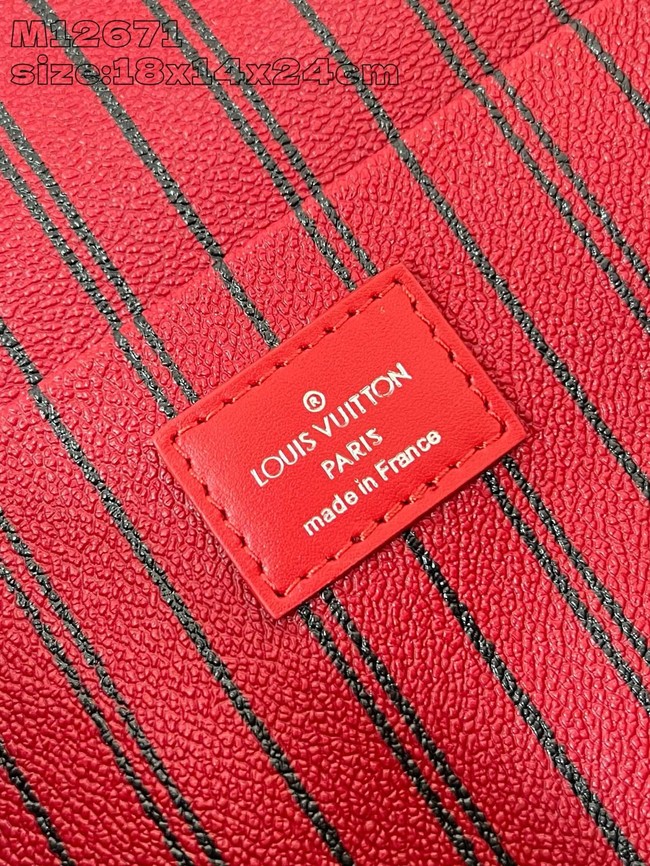 M12671
size:18x14x24cm
®
LOUIS VUITTON
PARIS
made in France